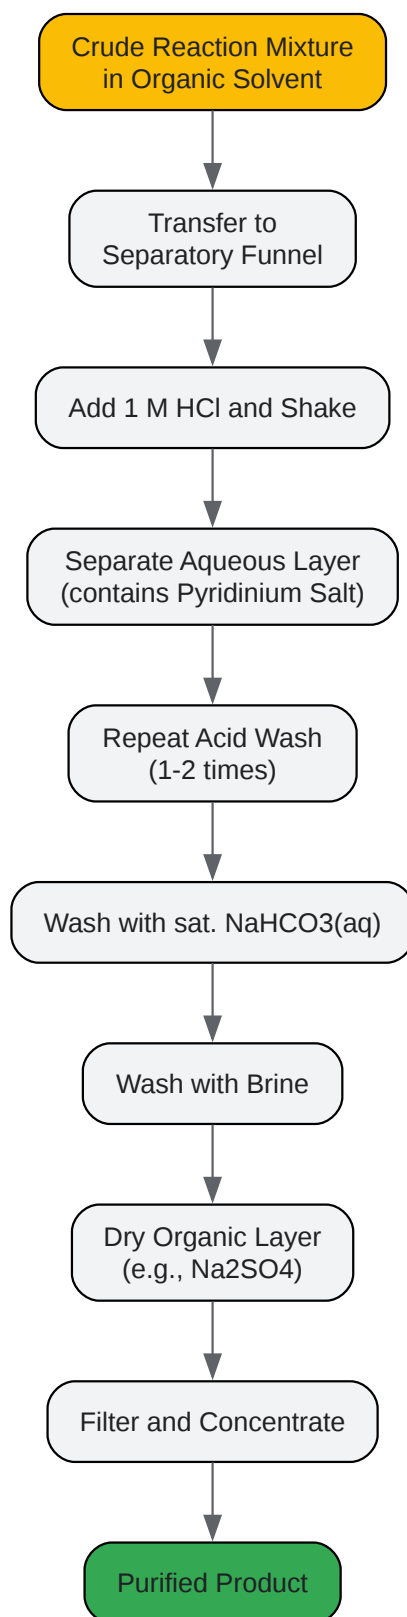 Crude Reaction Mixture
in Organic Solvent
Transfer to
Separatory Funnel
Add 1 M HCl and Shake
Separate Aqueous Layer
(contains Pyridinium Salt)
Repeat Acid Wash
(1-2 times)
Wash with sat. NaHCO3(aq)
Wash with Brine
Dry Organic Layer
(e.g., Na2SO4)
Filter and Concentrate
Purified Product